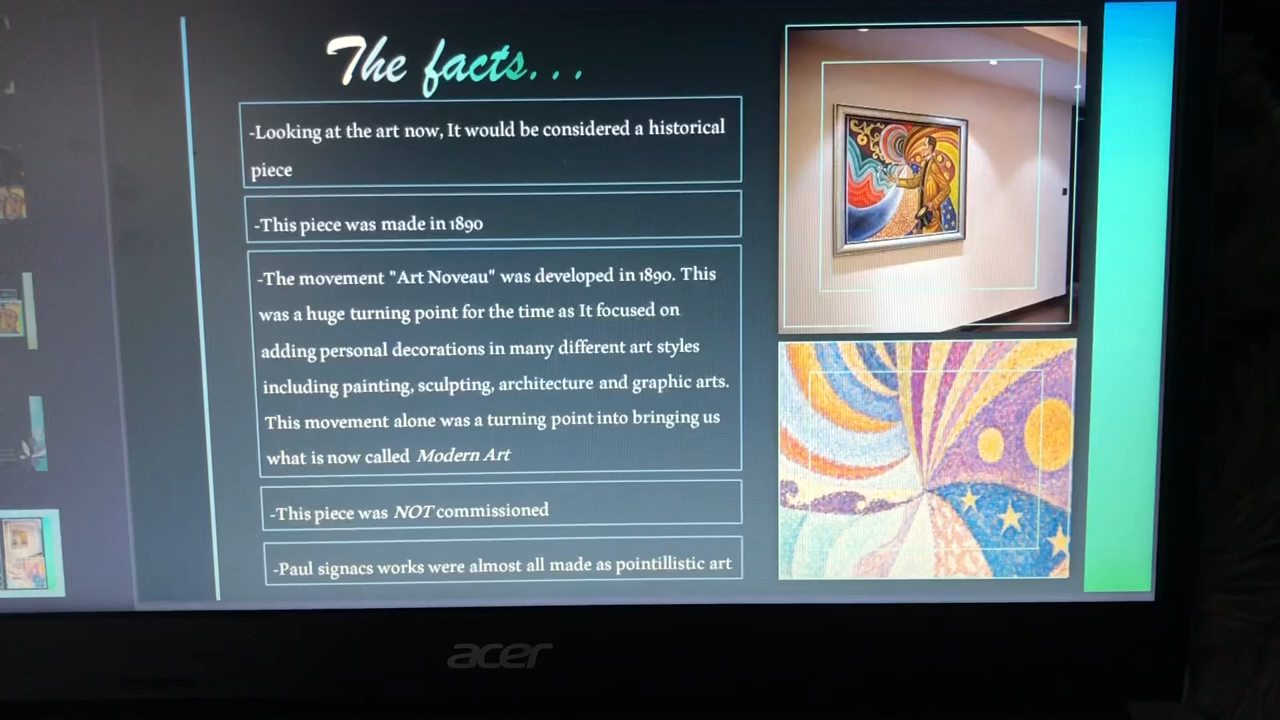 The facts...
-Looking at the art now, It would be considered a historical
piece
-This piece was made in 1890
-The movement "Art Noveau" was developed in 1890. This
was a huge turning point for the time as It focused on
adding personal decorations in many different art styles
including painting, sculpting, architecture and graphic arts.
This movement alone was a turning point into bringing us
what is now called Modern Art
-This piece was NOT commissioned
-Paul signacs works were almost all made as pointillistic art
acer